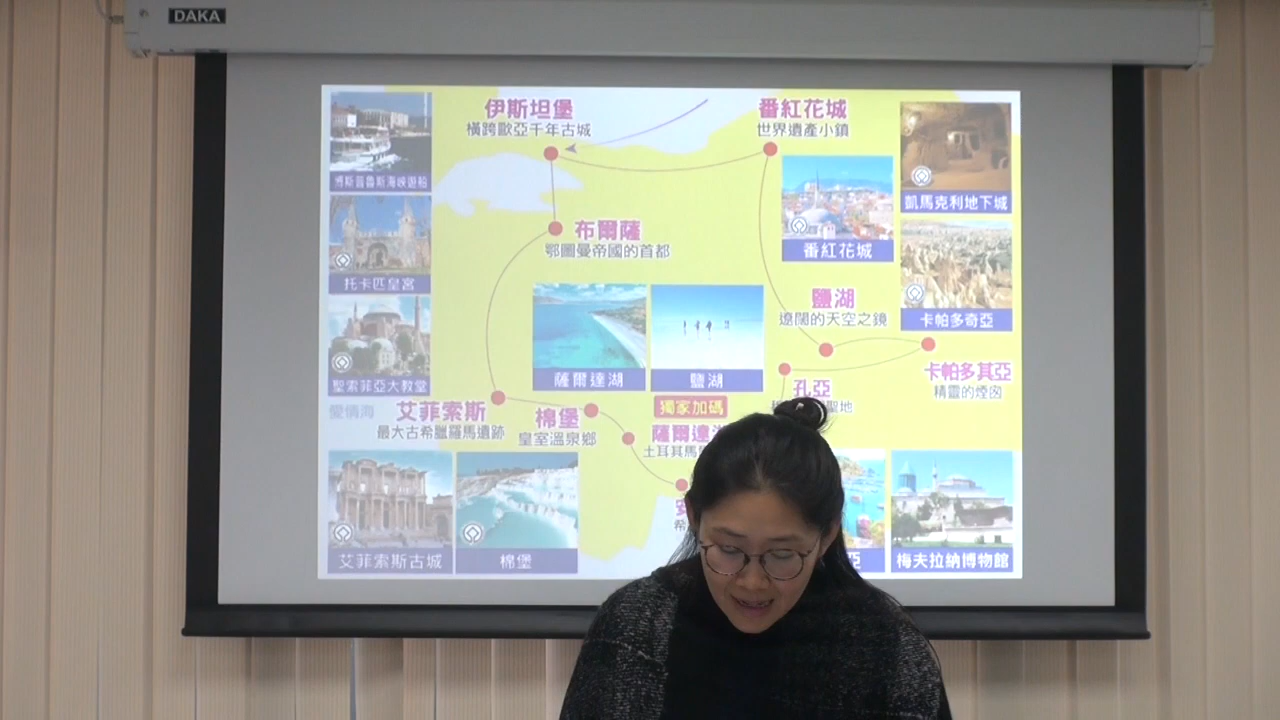 DAKA
伊斯坦堡
橫跨歐亞千年古城
番紅花城
世界遺產小鎮
博斯普魯斯海峽遊船
凱馬克利地下城
布爾薩
鄂圖曼帝國的首都
番紅花城
托卡匹皇宮
鹽湖
遼闊的天空之鏡
卡帕多奇亞
薩爾達湖
鹽湖
聖索菲亞大教堂
卡帕多其亞
精靈的煙囪
孔亞
聖地
愛情海
艾菲索斯
最大古希臘羅馬遺跡
棉堡
皇室溫泉鄉
獨家加碼
薩爾達湖
土耳其馬
艾菲索斯古城
棉堡
亞
梅夫拉納博物館